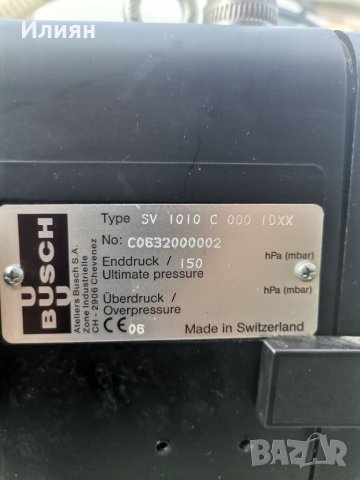 Илиян
Type SV 1010 C 000 IDXX
No: C0632000002
Enddruck / 150 hPa (mbar)
Ultimate pressure
Überdruck / hPa (mbar)
Overpressure
CE 06 Made in Switzerland
BUSCH
Ateliers Busch S.A.
Zone Industrielle
CH - 2906 Chevenez
BAZAR